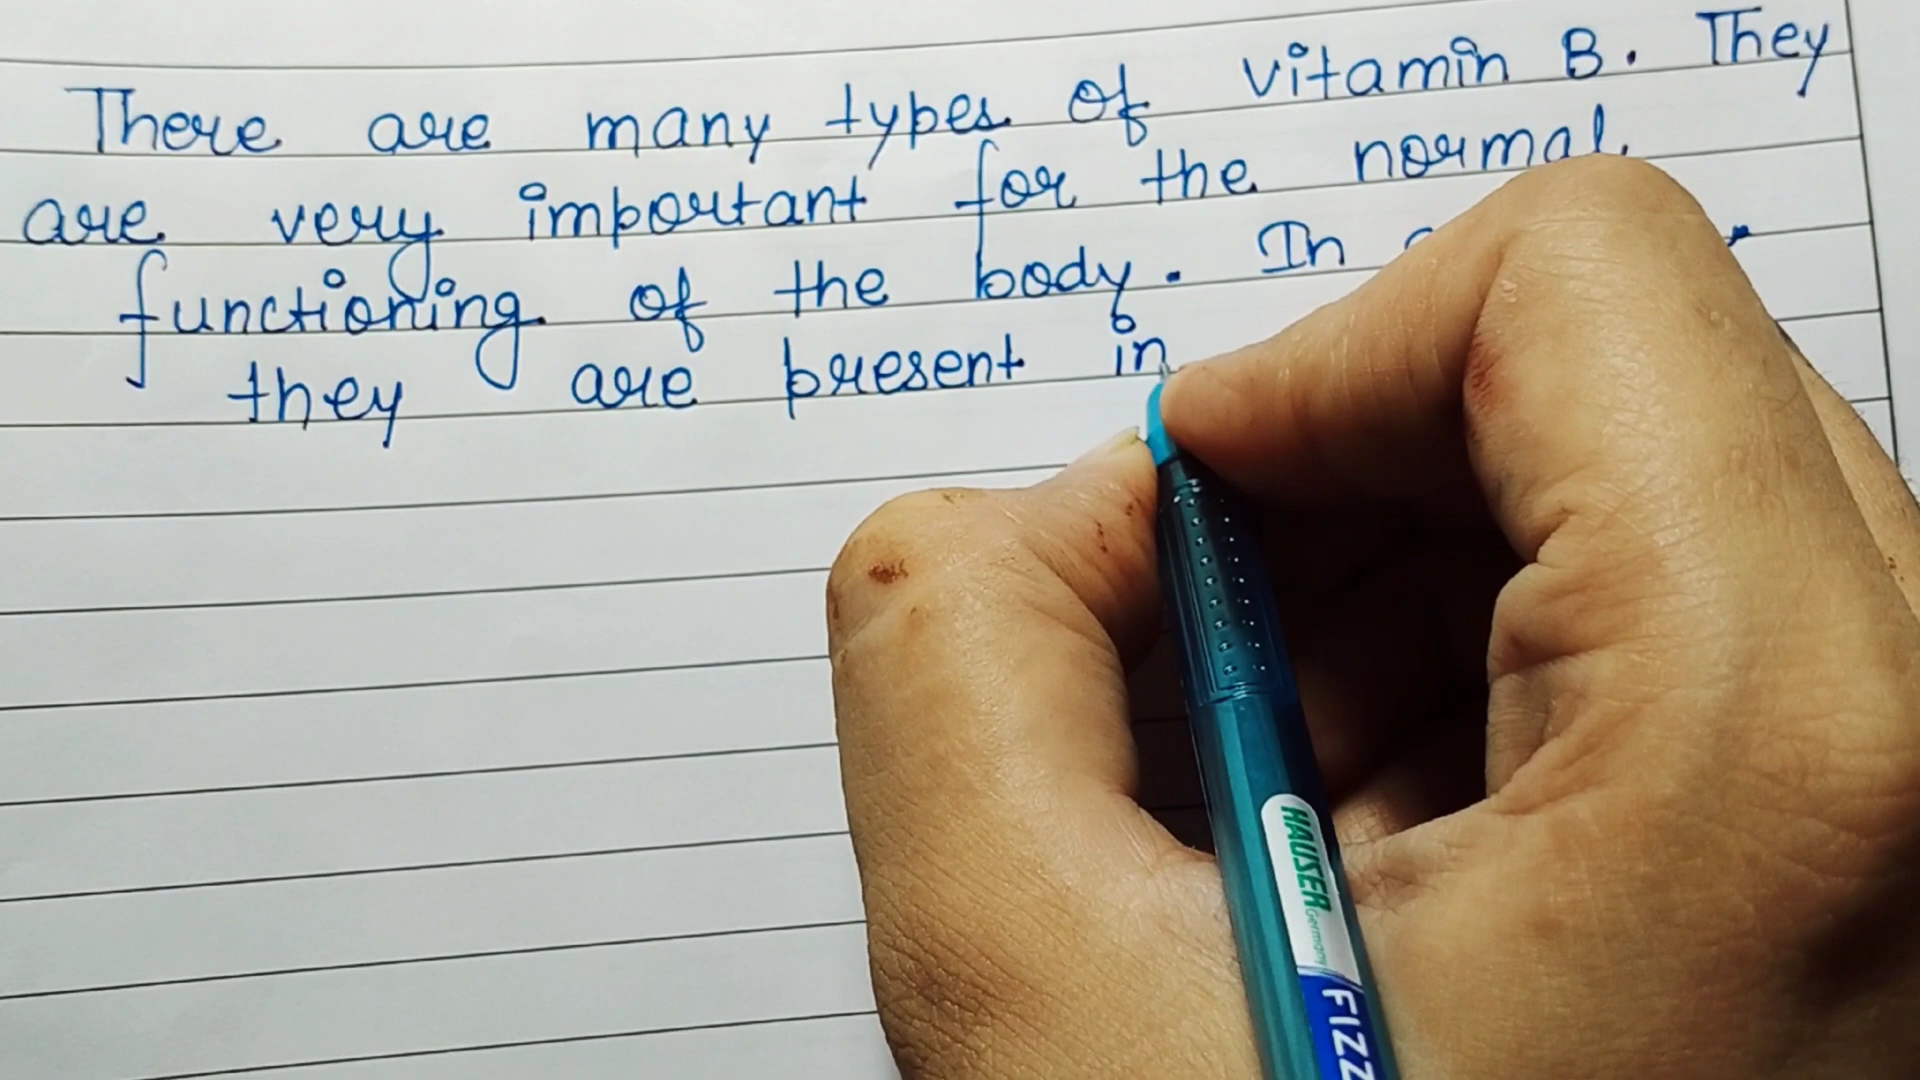 There are many types of vitamin B. They
are very important for the normal
functioning of the body. In
they are present in
HAUSER
Germany
FIZZ